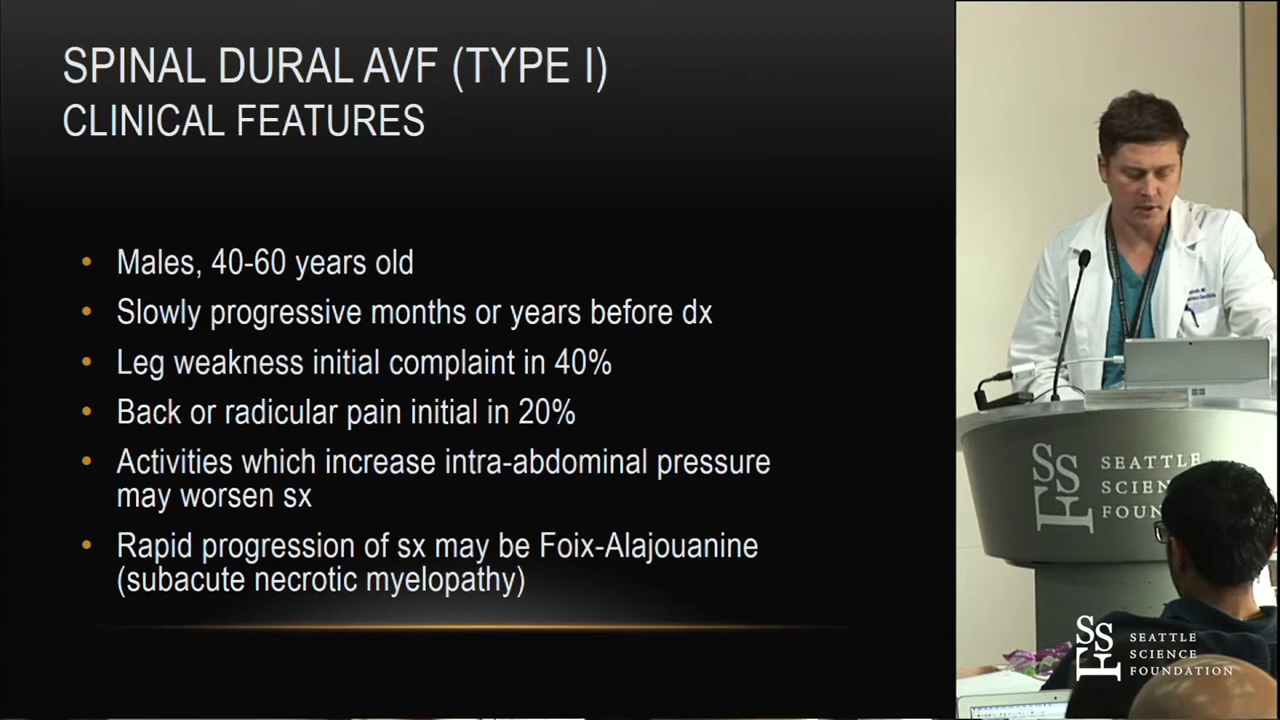 SPINAL DURAL AVF (TYPE I)
CLINICAL FEATURES
• Males, 40-60 years old
• Slowly progressive months or years before dx
• Leg weakness initial complaint in 40%
• Back or radicular pain initial in 20%
• Activities which increase intra-abdominal pressure
may worsen sx
• Rapid progression of sx may be Foix-Alajouanine
(subacute necrotic myelopathy)
SSF
SEATTLE
SSF
SEATTLE
SCIENCE
FOUNDATION